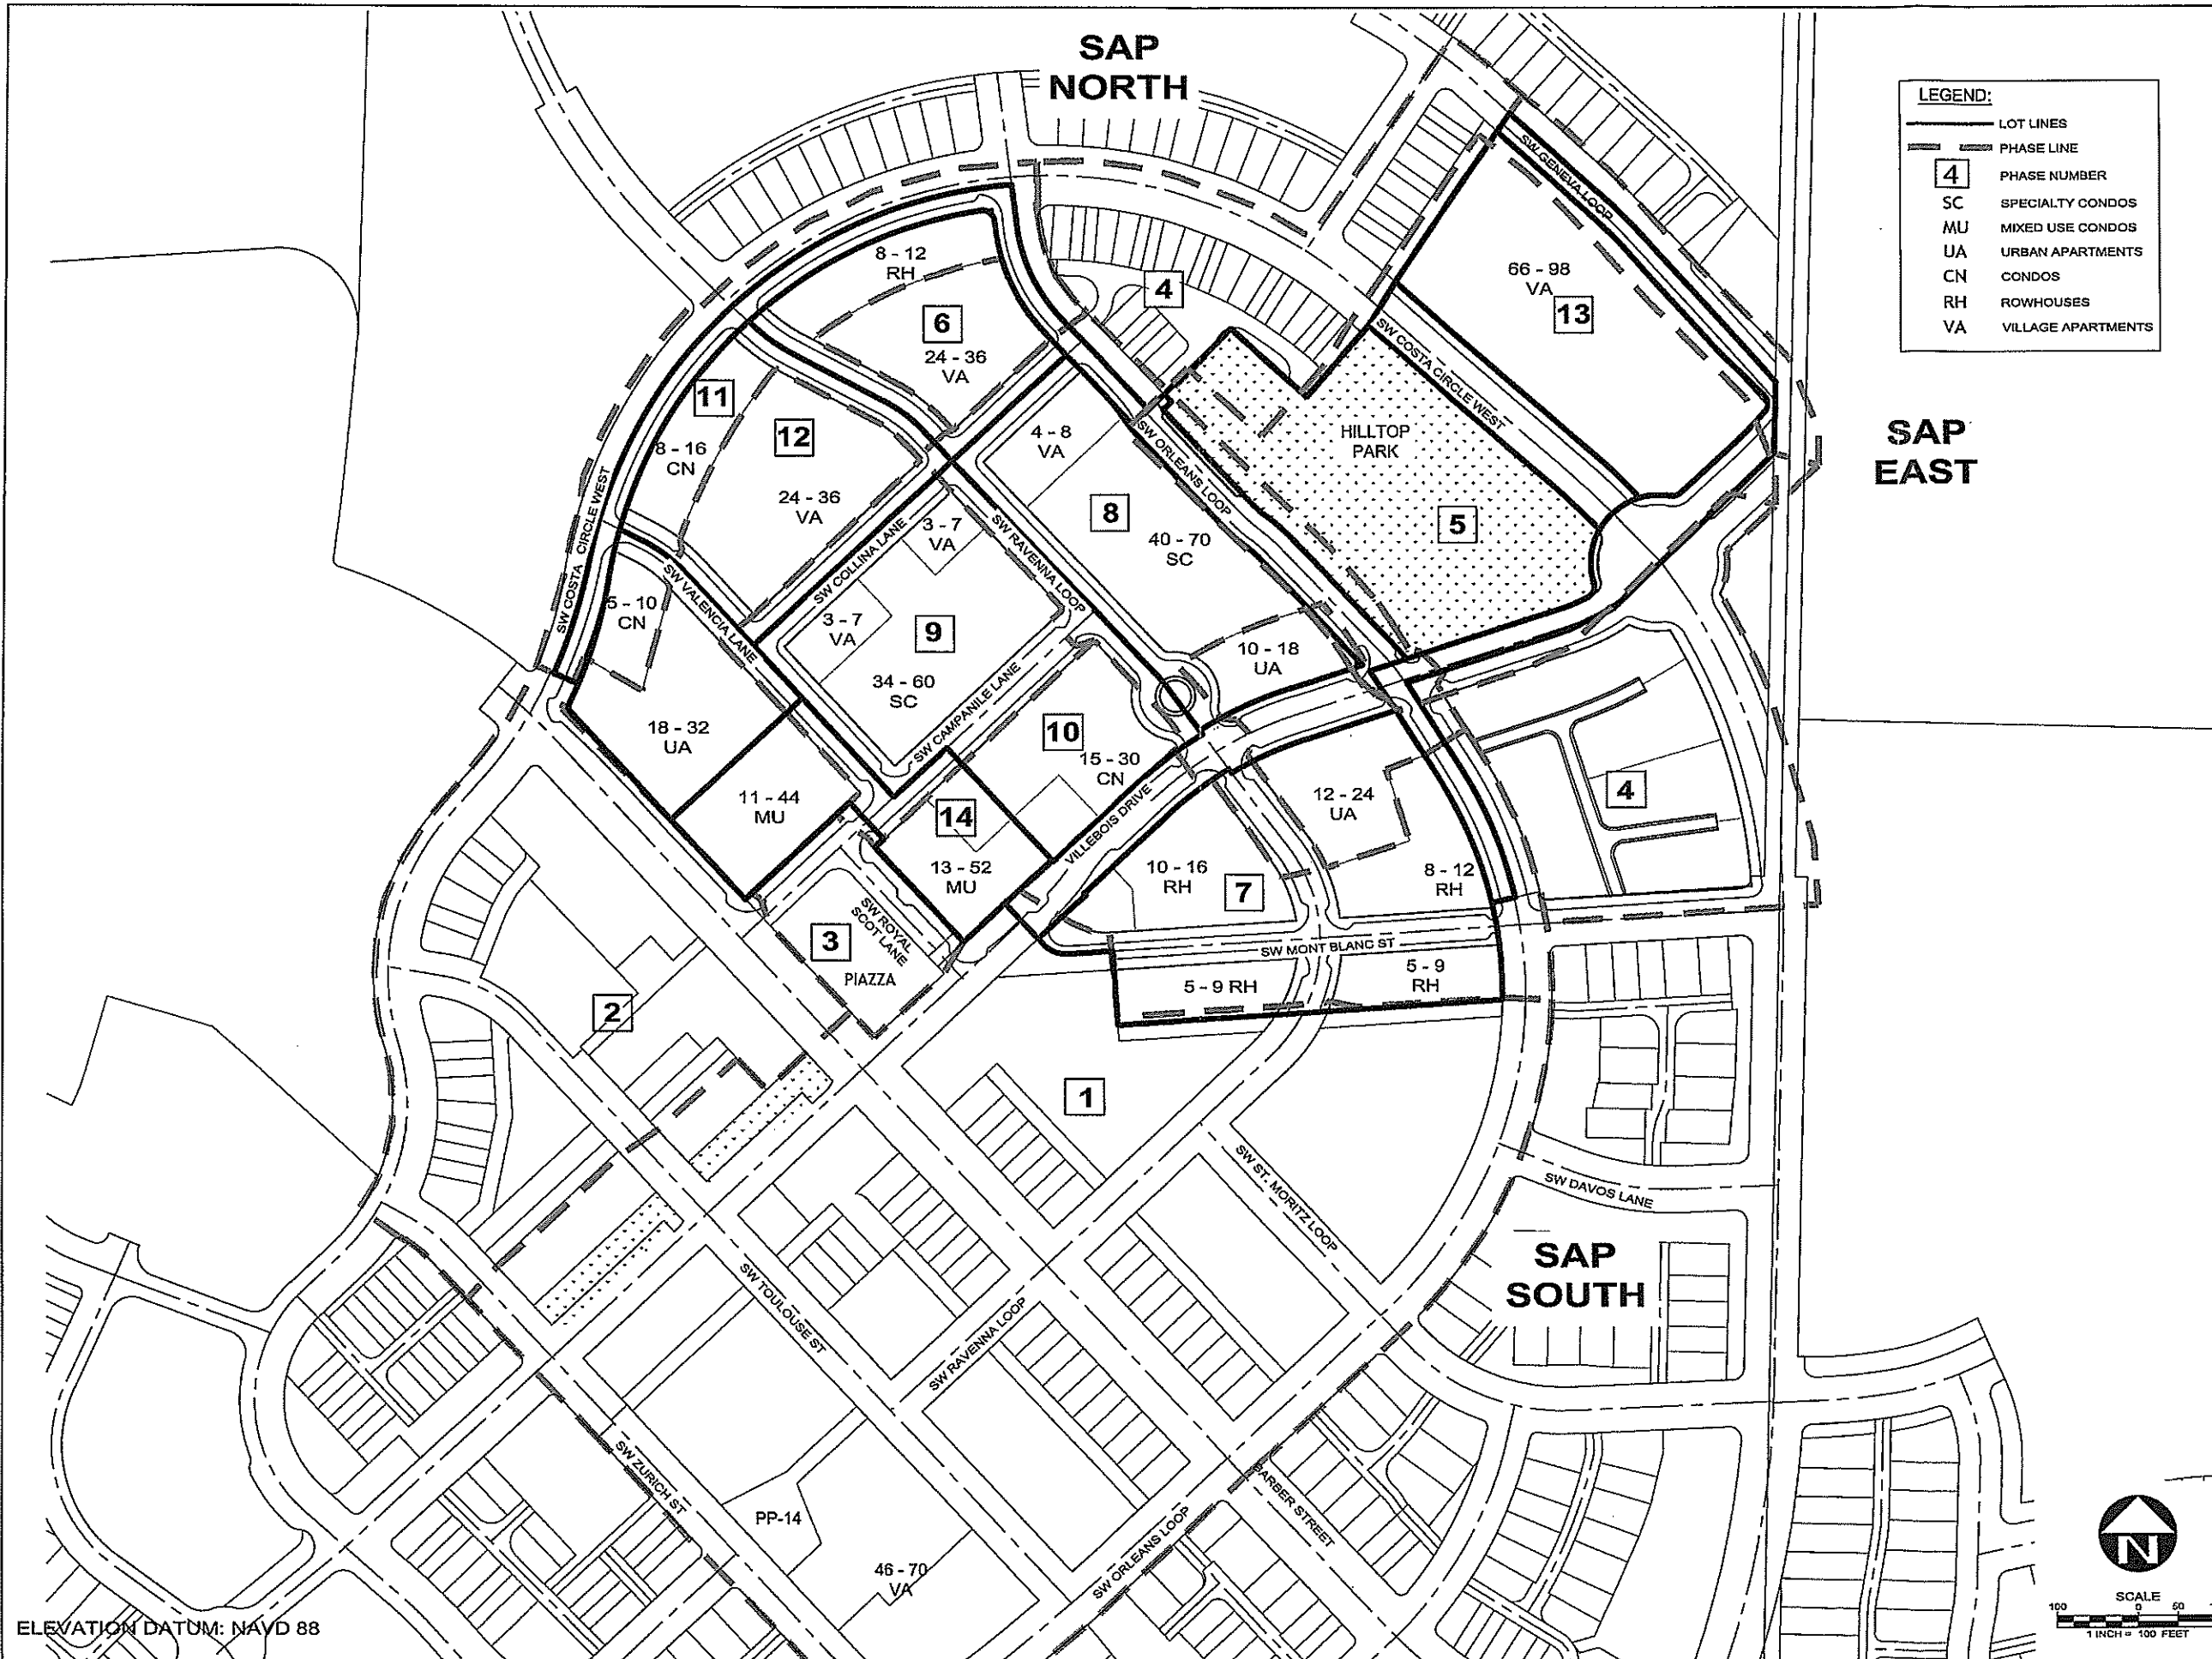 SAP
NORTH
LEGEND:
LOT LINES
PHASE LINE
4 PHASE NUMBER
SC SPECIALTY CONDOS
MU MIXED USE CONDOS
UA URBAN APARTMENTS
CN CONDOS
RH ROWHOUSES
VA VILLAGE APARTMENTS
SW GENEVA LOOP
8 - 12
RH
4
66 - 98
VA
13
6
24 - 36
VA
SW COSTA CIRCLE WEST
11
12
8 - 16
CN
24 - 36
VA
4 - 8
VA
SW ORLEANS LOOP
HILLTOP
PARK
SAP
EAST
SW COSTA CIRCLE WEST
SW COLLINA LANE
3 - 7
VA
SW RAVENNA LOOP
8
40 - 70
SC
5
5 - 10
CN
SW VALENCIA LANE
3 - 7
VA
9
34 - 60
SC
SW CAMPANILE LANE
10 - 18
UA
18 - 32
UA
10
15 - 30
CN
11 - 44
MU
14
13 - 52
MU
VILLEBOIS DRIVE
12 - 24
UA
4
10 - 16
RH
7
8 - 12
RH
3
SW ROYAL
SCOT LANE
PIAZZA
SW MONT BLANC ST
5 - 9 RH
5 - 9
RH
2
1
SW ST. MORITZ LOOP
SW DAVOS LANE
SAP
SOUTH
SW TOULOUSE ST
SW RAVENNA LOOP
SW ZURICH ST
PP-14
46 - 70
VA
SW ORLEANS LOOP
BARBER STREET
ELEVATION DATUM: NAVD 88
N
SCALE
100 0 50
1 INCH = 100 FEET